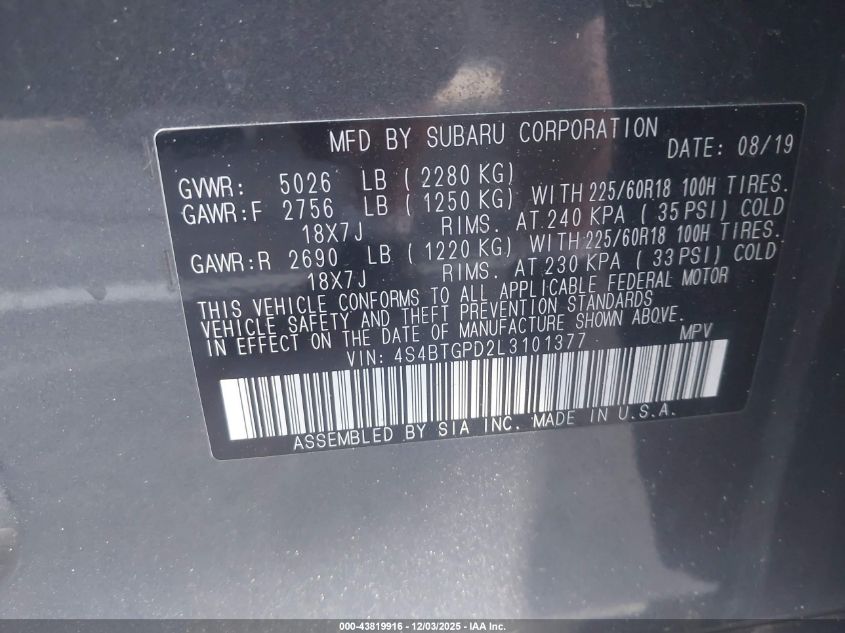 MFD BY SUBARU CORPORATION DATE: 08/19
GVWR: 5026 LB ( 2280 KG)
GAWR:F 2756 LB ( 1250 KG) WITH 225/60R18 100H TIRES.
18X7J RIMS. AT 240 KPA ( 35 PSI) COLD
GAWR:R 2690 LB ( 1220 KG) WITH 225/60R18 100H TIRES.
18X7J RIMS. AT 230 KPA ( 33 PSI) COLD
THIS VEHICLE CONFORMS TO ALL APPLICABLE FEDERAL MOTOR
VEHICLE SAFETY AND THEFT PREVENTION STANDARDS
IN EFFECT ON THE DATE OF MANUFACTURE SHOWN ABOVE.
VIN: 4S4BTGPD2L3101377 MPV
ASSEMBLED BY SIA INC. MADE IN U.S.A.
000-43819916 - 12/03/2025 - IAA Inc.